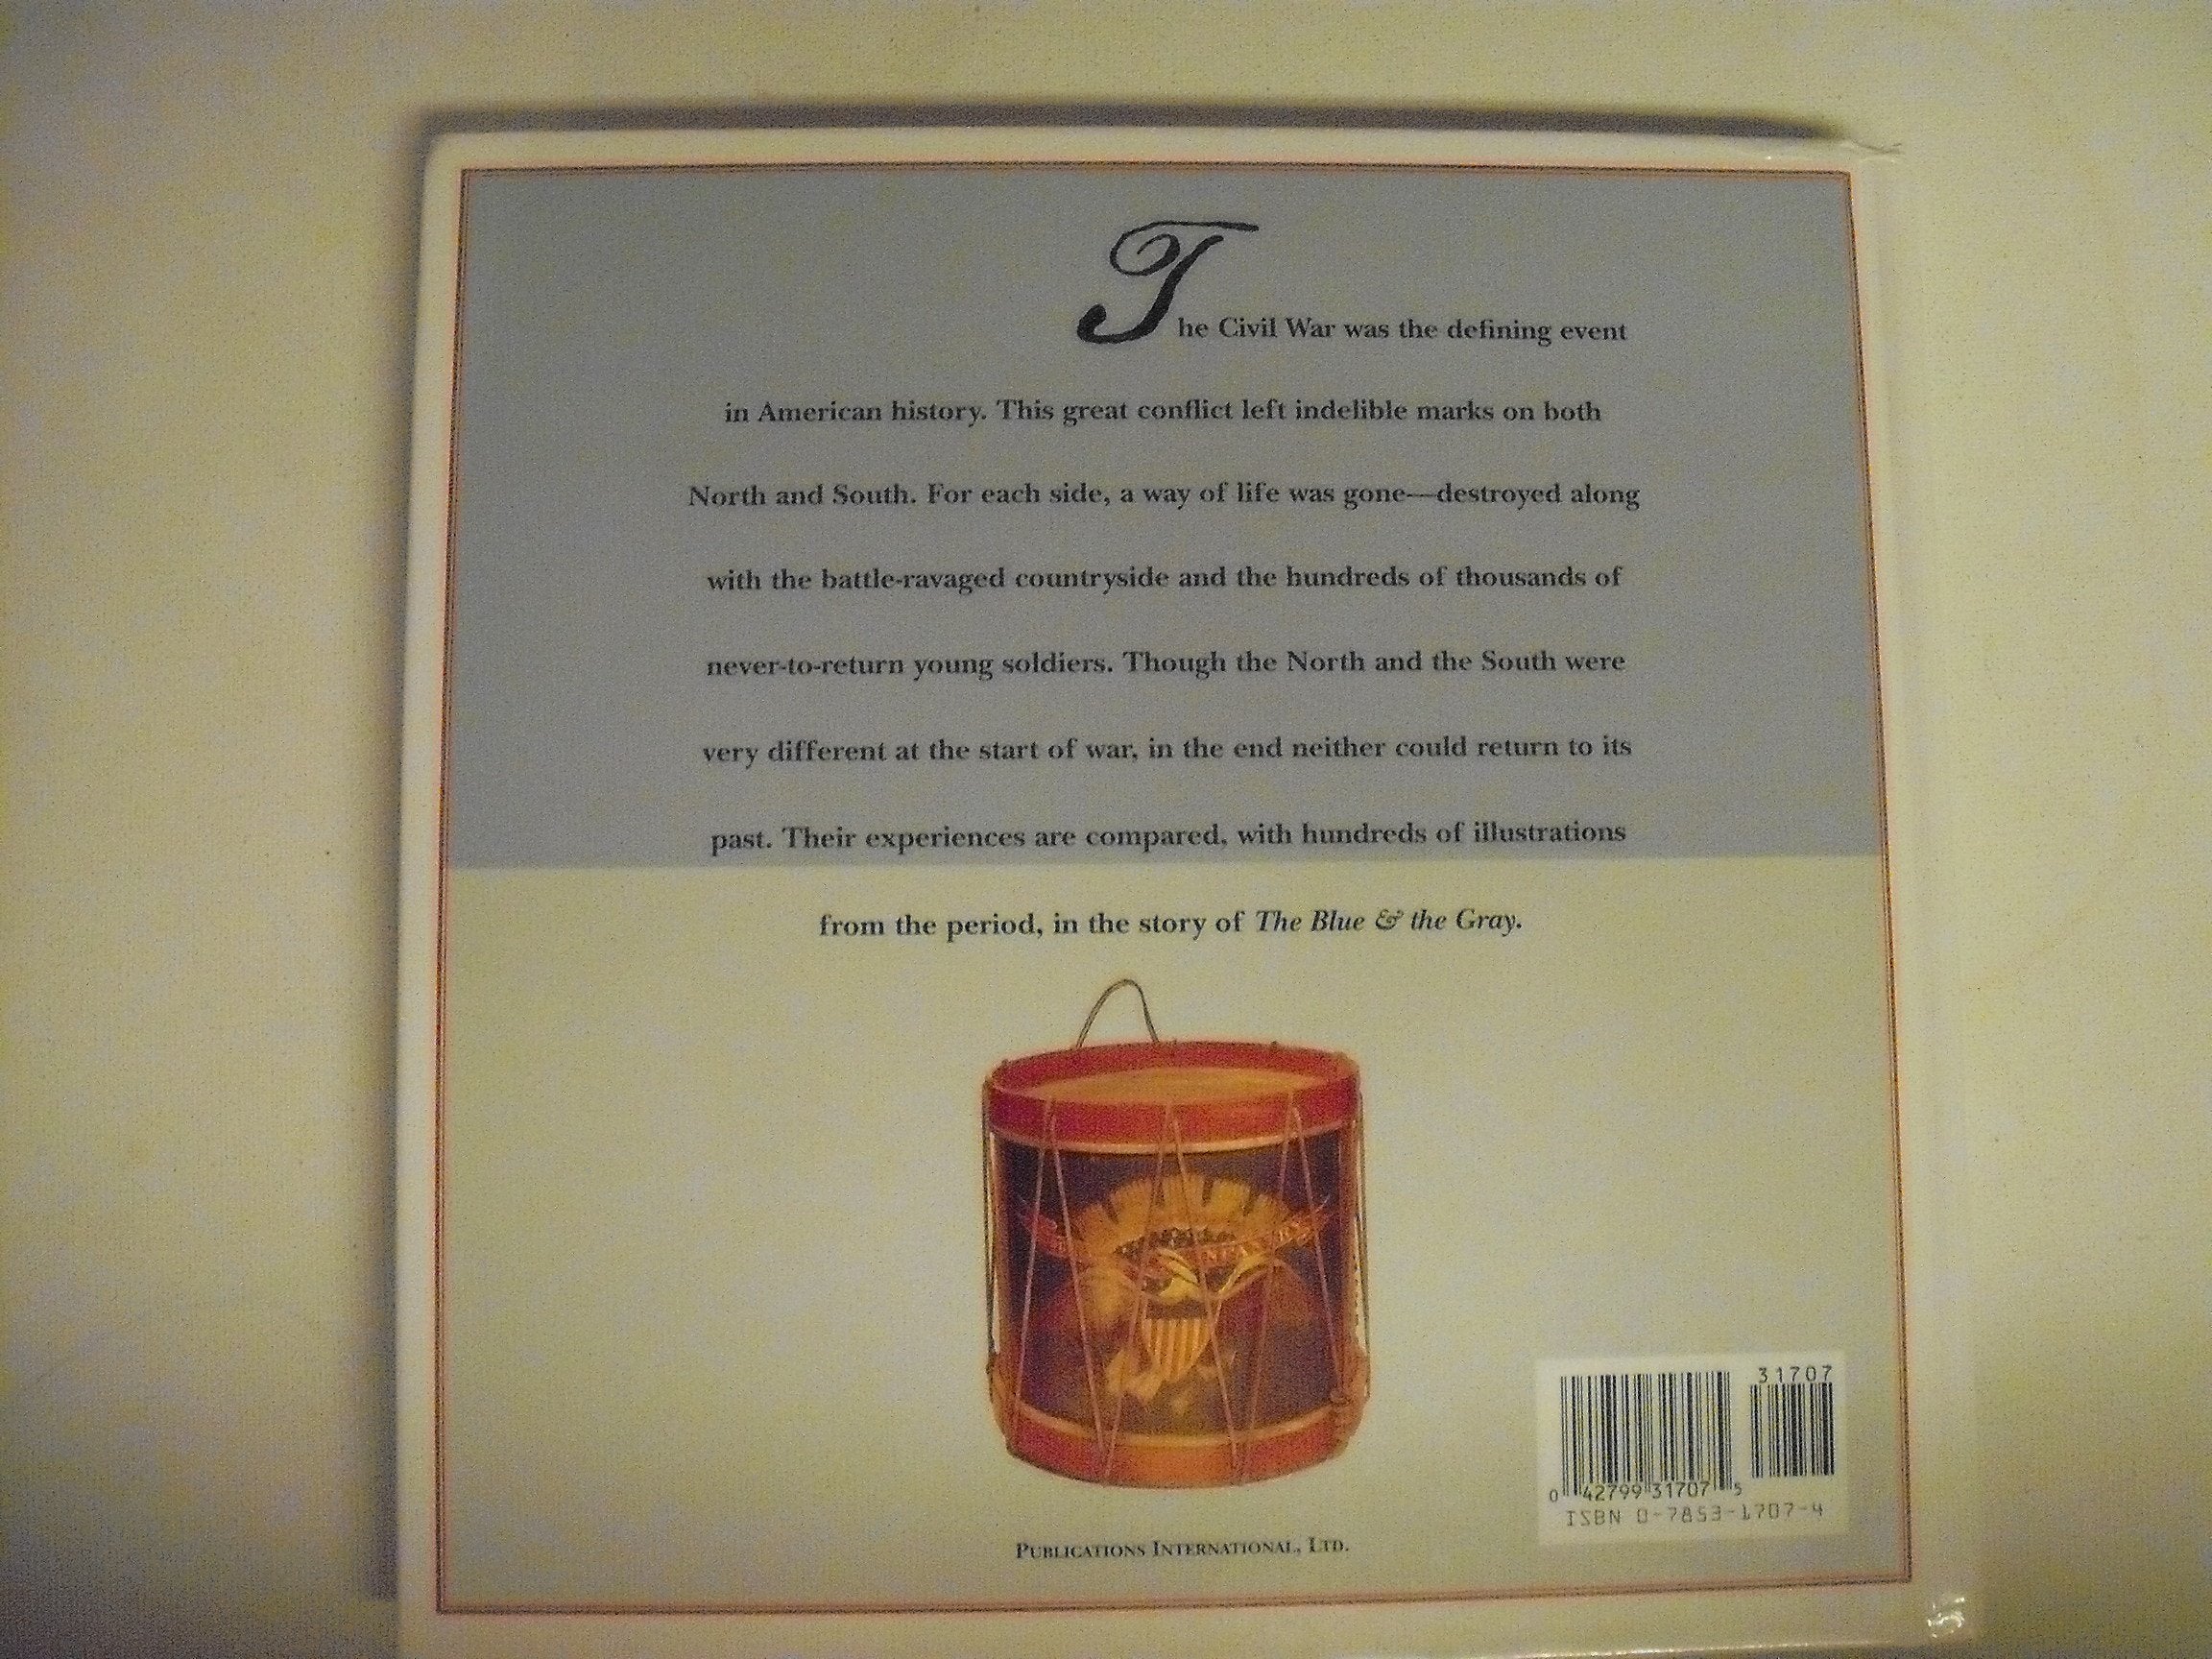 The Civil War was the defining event
in American history. This great conflict left indelible marks on both
North and South. For each side, a way of life was gone—destroyed along
with the battle-ravaged countryside and the hundreds of thousands of
never-to-return young soldiers. Though the North and the South were
very different at the start of war, in the end neither could return to its
past. Their experiences are compared, with hundreds of illustrations
from the period, in the story of The Blue & the Gray.
31707
0 42799 31707 5
ISBN 0-7853-1707-4
PUBLICATIONS INTERNATIONAL, LTD.